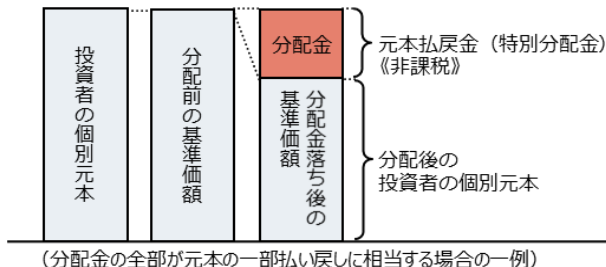 投資者の個別元本
分配前の基準価額
分配金
分配金落ち後の
基準価額
元本払戻金（特別分配金）
《非課税》
分配後の
投資者の個別元本
（分配金の全部が元本の一部払い戻しに相当する場合の一例）